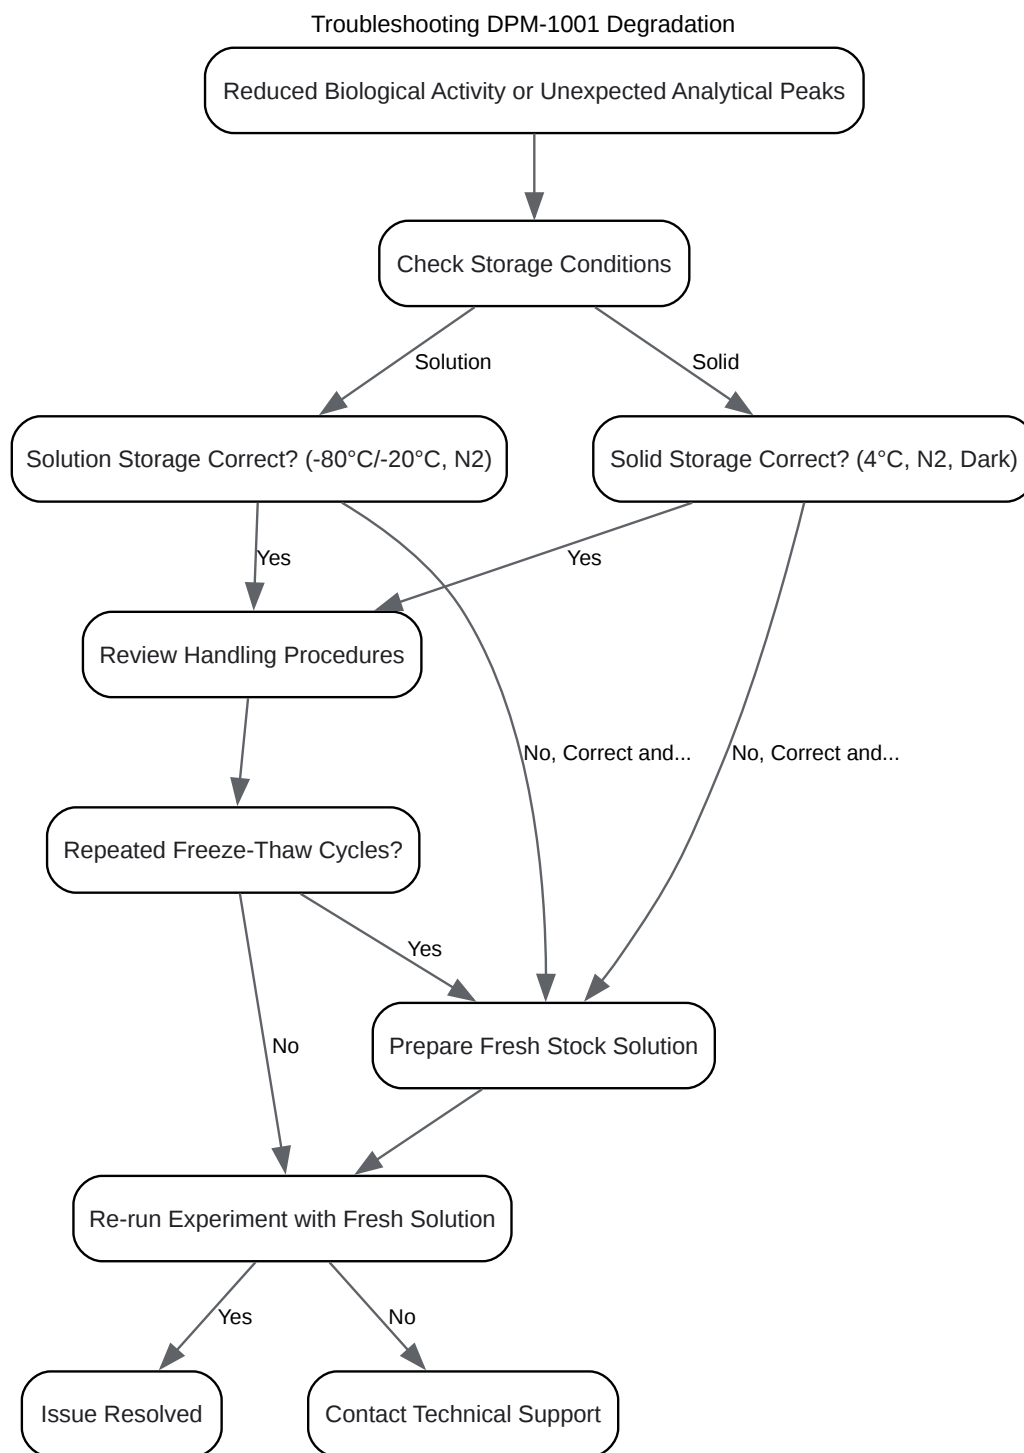 Troubleshooting DPM-1001 Degradation
Reduced Biological Activity or Unexpected Analytical Peaks
Check Storage Conditions
Solution
Solid
Solution Storage Correct? (-80°C/-20°C, N2)
Solid Storage Correct? (4°C, N2, Dark)
Yes
Yes
Review Handling Procedures
No, Correct and...
No, Correct and...
Repeated Freeze-Thaw Cycles?
Yes
No
Prepare Fresh Stock Solution
Re-run Experiment with Fresh Solution
Yes
No
Issue Resolved
Contact Technical Support